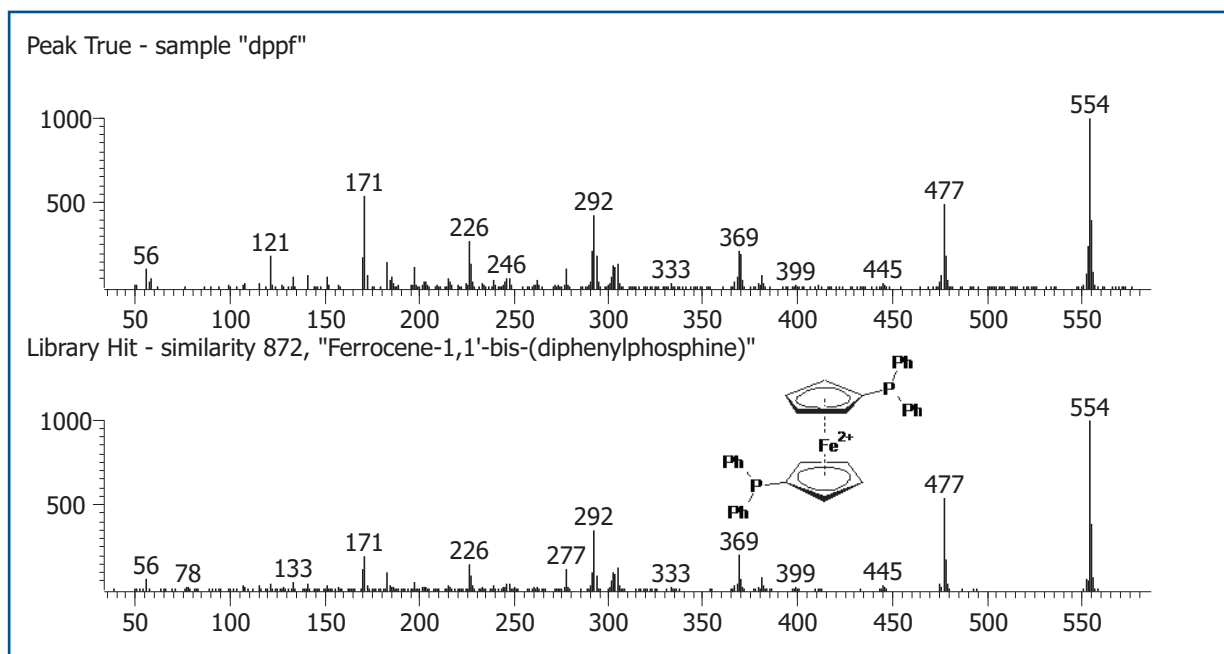 Peak True - sample "dppf"
1000
500
56
121
171
226
246
292
333
369
399
445
477
554
50 100 150 200 250 300 350 400 450 500 550
Library Hit - similarity 872, "Ferrocene-1,1'-bis-(diphenylphosphine)"
Ph
P
Ph
Fe2+
Ph
P
Ph
1000
500
56
78
133
171
226
277
292
333
369
399
445
477
554
50 100 150 200 250 300 350 400 450 500 550